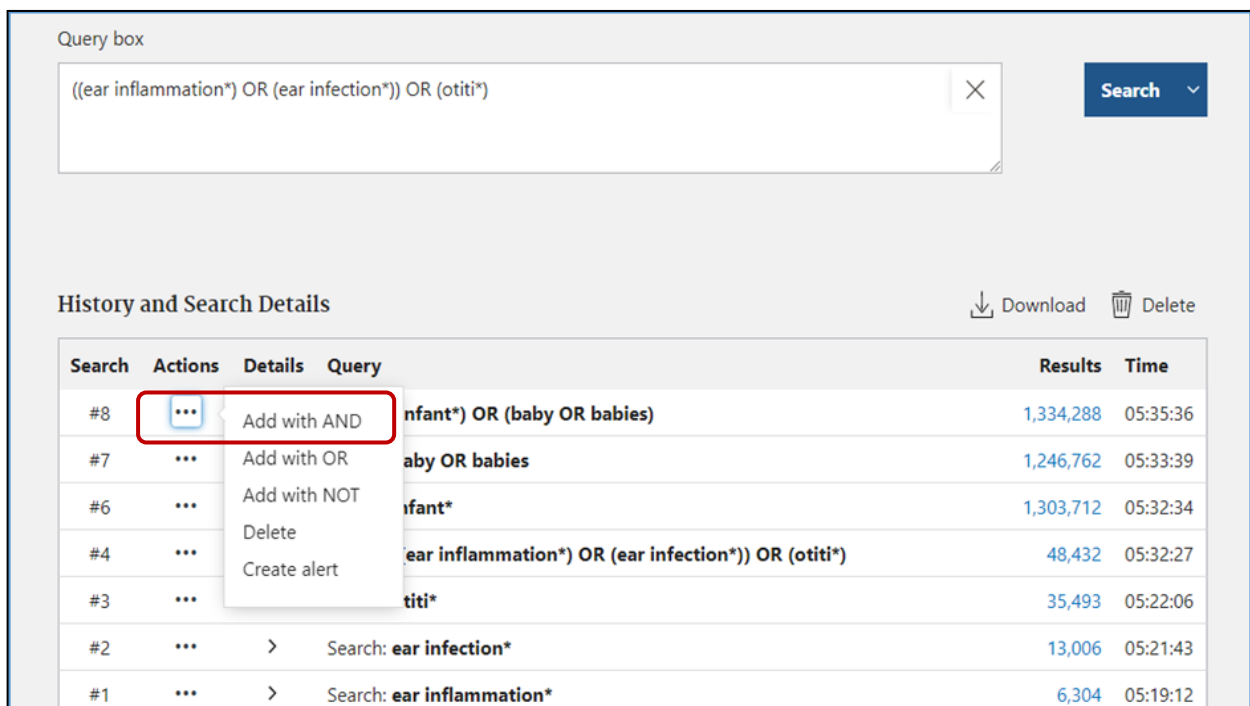 Query box
((ear inflammation*) OR (ear infection*)) OR (otiti*)
Search
History and Search Details
Download Delete
Search Actions Details Query Results Time
#8 ••• nfant*) OR (baby OR babies) 1,334,288 05:35:36
Add with AND
#7 ••• aby OR babies 1,246,762 05:33:39
Add with OR
#6 ••• nfant* 1,303,712 05:32:34
Add with NOT
Delete
#4 ••• (ear inflammation*) OR (ear infection*)) OR (otiti*) 48,432 05:32:27
Create alert
#3 ••• titi* 35,493 05:22:06
#2 ••• > Search: ear infection* 13,006 05:21:43
#1 ••• > Search: ear inflammation* 6,304 05:19:12